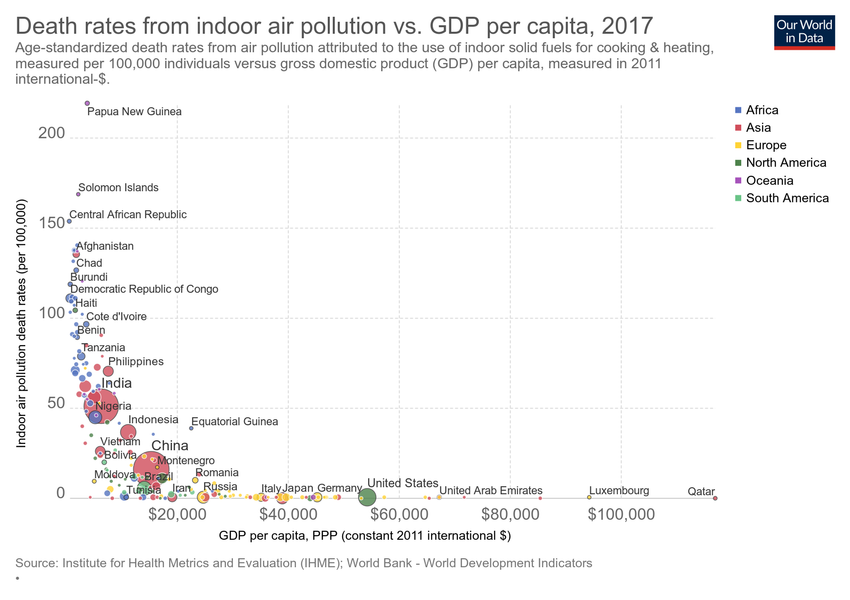 Death rates from indoor air pollution vs. GDP per capita, 2017
Our World
in Data
Age-standardized death rates from air pollution attributed to the use of indoor solid fuels for cooking & heating,
measured per 100,000 individuals versus gross domestic product (GDP) per capita, measured in 2011
international-$.
Africa
Asia
Europe
North America
Oceania
South America
Indoor air pollution death rates (per 100,000)
200
150
100
50
0
Papua New Guinea
Solomon Islands
Central African Republic
Afghanistan
Chad
Burundi
Democratic Republic of Congo
Haiti
Cote d'Ivoire
Benin
Tanzania
Philippines
India
Nigeria
Indonesia
Equatorial Guinea
Vietnam
China
Bolivia
Montenegro
Moldova
Brazil
Romania
Tunisia
Iran
Russia
Italy
Japan
Germany
United States
United Arab Emirates
Luxembourg
Qatar
$20,000
$40,000
$60,000
$80,000
$100,000
GDP per capita, PPP (constant 2011 international $)
Source: Institute for Health Metrics and Evaluation (IHME); World Bank - World Development Indicators
•